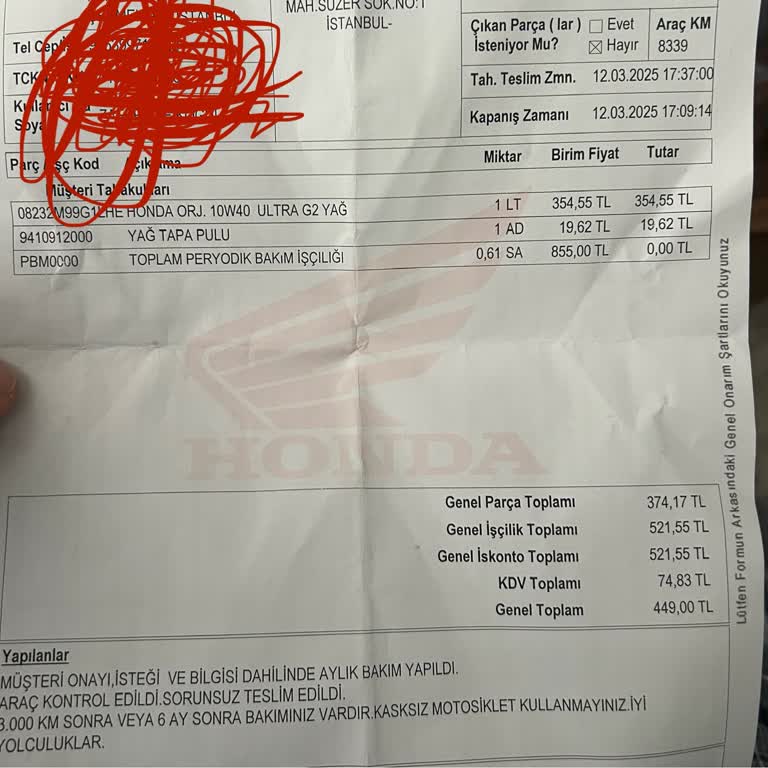 MAH.SUZER SOK.NO:1
İSTANBUL-
Çıkan Parça ( lar ) Evet
İsteniyor Mu? Hayır
Araç KM
8339
Tah. Teslim Zmn. 12.03.2025 17:37:00
Kapanış Zamanı 12.03.2025 17:09:14
Tel Cep
TCK
Soya
Kod Miktar Birim Fiyat Tutar
Müşteri
HONDA ORJ. 10W40 ULTRA G2 YAĞ 1 LT 354,55 TL 354,55 TL
9410912000 YAĞ TAPA PULU 1 AD 19,62 TL 19,62 TL
PBM0000 TOPLAM PERYODIK BAKıM İŞÇILIĞI 0,61 SA 855,00 TL 0,00 TL
HONDA
Lütfen Formun Arkasındaki Genel Onarım Şartlarını Okuyunuz
Genel Parça Toplamı 374,17 TL
Genel İşçilik Toplamı 521,55 TL
Genel İskonto Toplamı 521,55 TL
KDV Toplamı 74,83 TL
Genel Toplam 449,00 TL
Yapılanlar
MÜŞTERİ ONAYI,İSTEĞİ VE BİLGİSİ DAHİLİNDE AYLIK BAKIM YAPILDI.
ARAÇ KONTROL EDİLDİ.SORUNSUZ TESLİM EDİLDİ.
3.000 KM SONRA VEYA 6 AY SONRA BAKIMINIZ VARDIR.KASKSIZ MOTOSİKLET KULLANMAYINIZ.İYİ
YOLCULUKLAR.